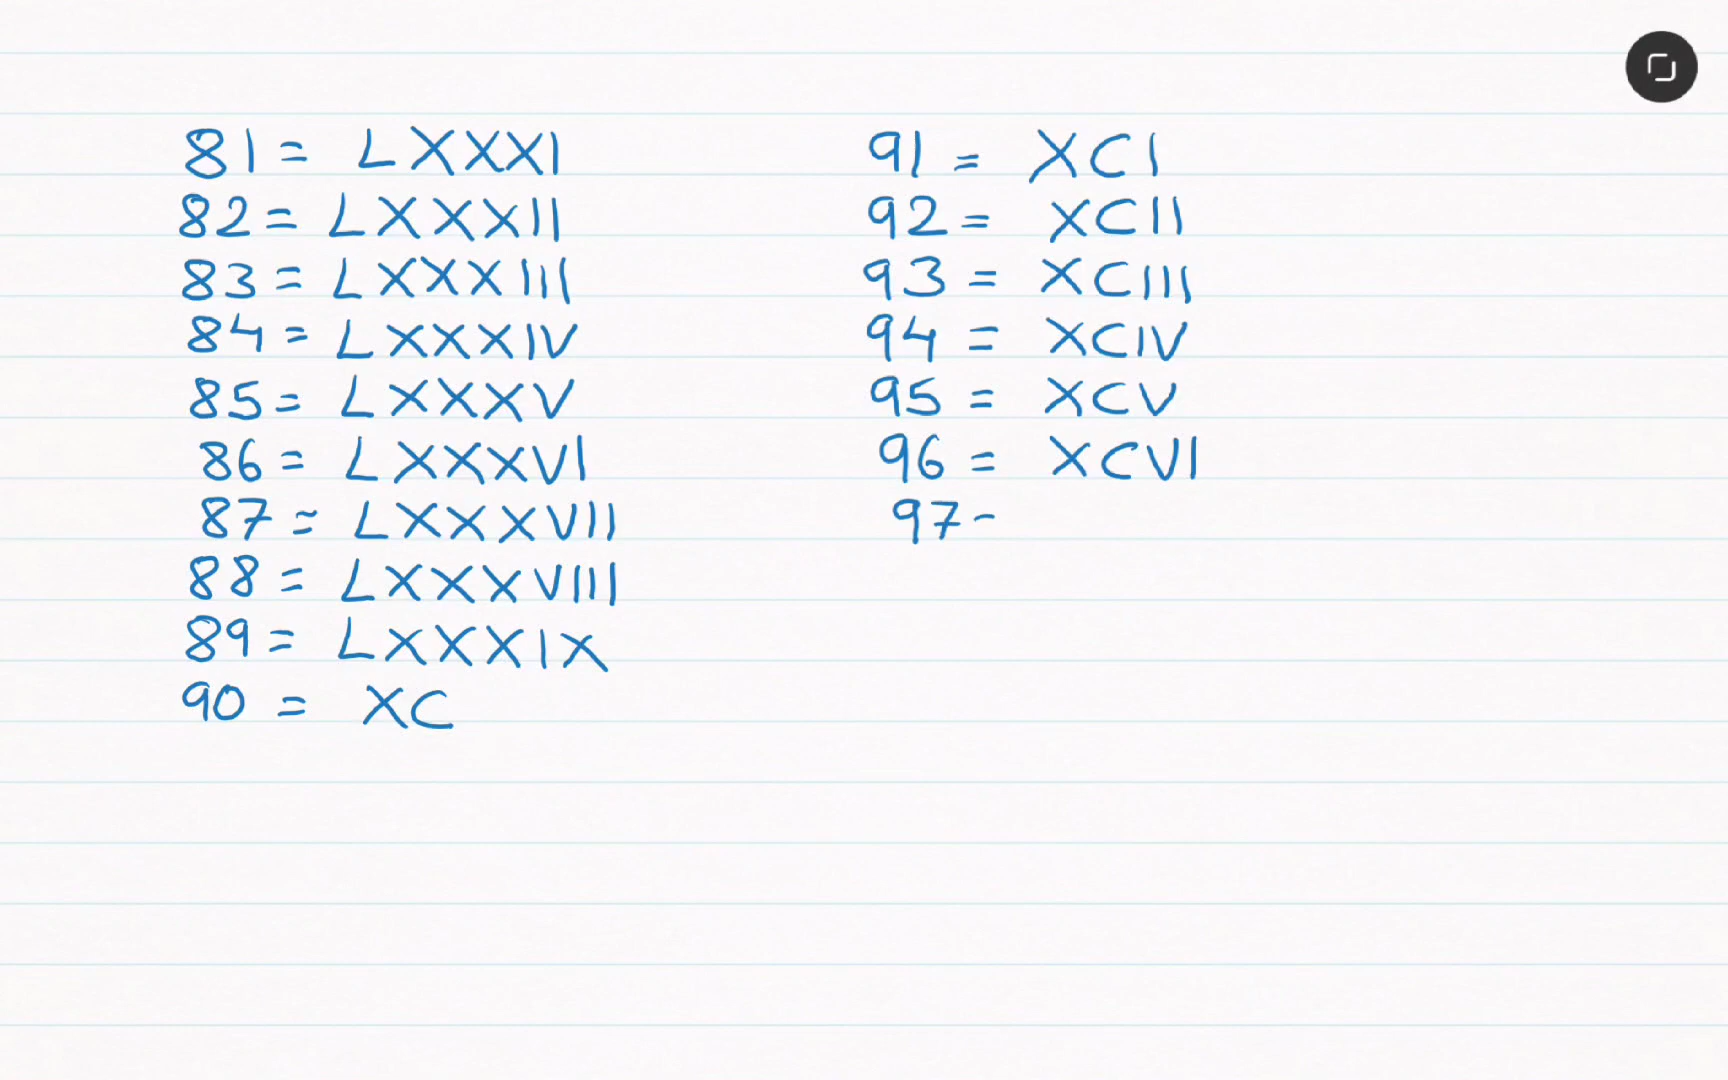 81 = LXXXI
82 = LXXXII
83 = LXXXIII
84 = LXXXIV
85 = LXXXV
86 = LXXXVI
87 = LXXXVII
88 = LXXXVIII
89 = LXXXIX
90 = XC
91 = XCI
92 = XCII
93 = XCIII
94 = XCIV
95 = XCV
96 = XCVI
97 -